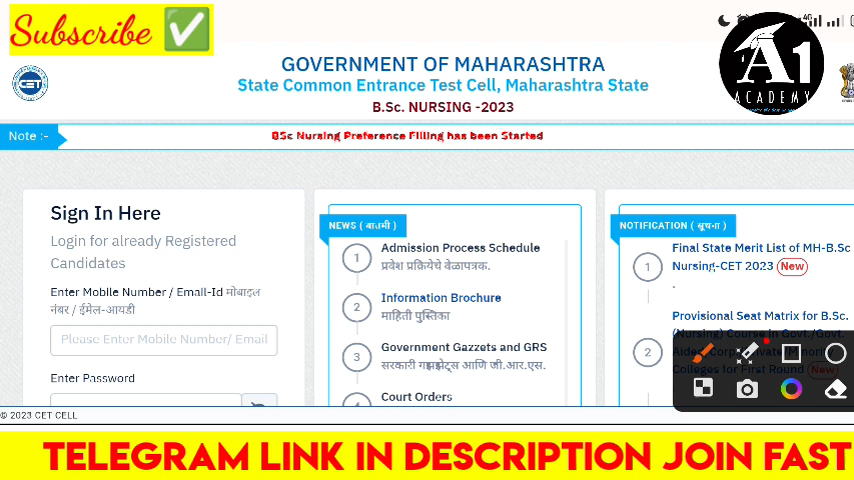 Subscribe
4G
A1
ACADEMY
CET
GOVERNMENT OF MAHARASHTRA
State Common Entrance Test Cell, Maharashtra State
B.Sc. NURSING -2023
Note :-
BSc Nursing Preference Filling has been Started
Sign In Here
Login for already Registered
Candidates
Enter Mobile Number / Email-Id मोबाइल
नंबर / ईमेल-आयडी
Please Enter Mobile Number/ Email
Enter Password
NEWS ( बातमी )
1
Admission Process Schedule
प्रवेश प्रक्रियेचे वेळापत्रक.
2
Information Brochure
माहिती पुस्तिका
3
Government Gazzets and GRS
सरकारी गॅझेट्स आणि जी.आर.एस.
Court Orders
NOTIFICATION ( सूचना )
1
Final State Merit List of MH-B.Sc
Nursing-CET 2023 New
.
2
Provisional Seat Matrix for B.Sc.
(Nursing) Course in Govt./Govt.
Colleges for First Round New
© 2023 CET CELL
TELEGRAM LINK IN DESCRIPTION JOIN FAST